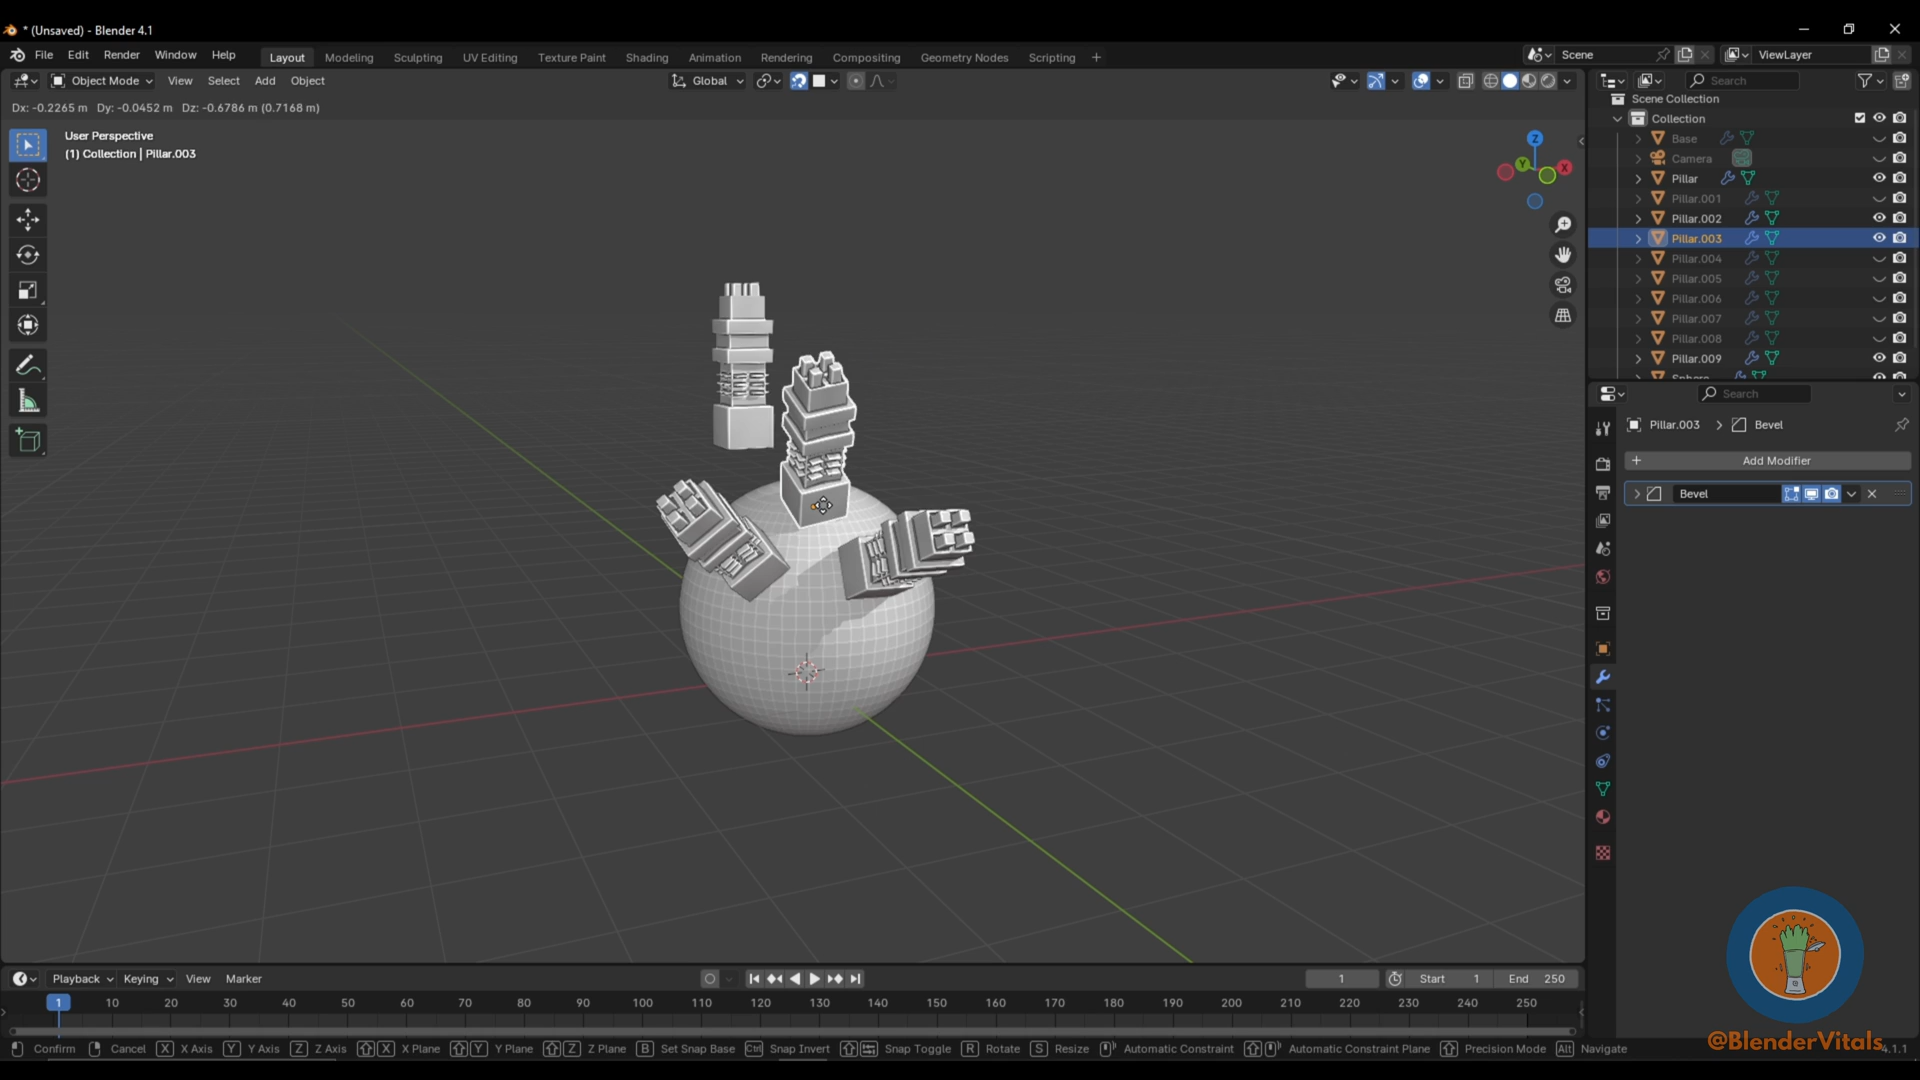 * (Unsaved) - Blender 4.1
File Edit Render Window Help Layout Modeling Sculpting UV Editing Texture Paint Shading Animation Rendering Compositing Geometry Nodes Scripting + Scene ViewLayer
Object Mode View Select Add Object Global Search
Dx: -0.2265 m Dy: -0.0452 m Dz: -0.6786 m (0.7168 m)
User Perspective
(1) Collection | Pillar.003
Z
Y
X
Scene Collection
Collection
Base
Camera
Pillar
Pillar.001
Pillar.002
Pillar.003
Pillar.004
Pillar.005
Pillar.006
Pillar.007
Pillar.008
Pillar.009
Sphere
Search
Pillar.003 > Bevel
+ Add Modifier
Bevel
Playback Keying View Marker 1 Start 1 End 250
1 10 20 30 40 50 60 70 80 90 100 110 120 130 140 150 160 170 180 190 200 210 220 230 240 250
Confirm Cancel X X Axis Y Y Axis Z Z Axis X X Plane Y Y Plane Z Z Plane B Set Snap Base Ctrl Snap Invert Snap Toggle R Rotate S Resize Automatic Constraint Automatic Constraint Plane Precision Mode Alt Navigate 4.1.1
@BlenderVitals